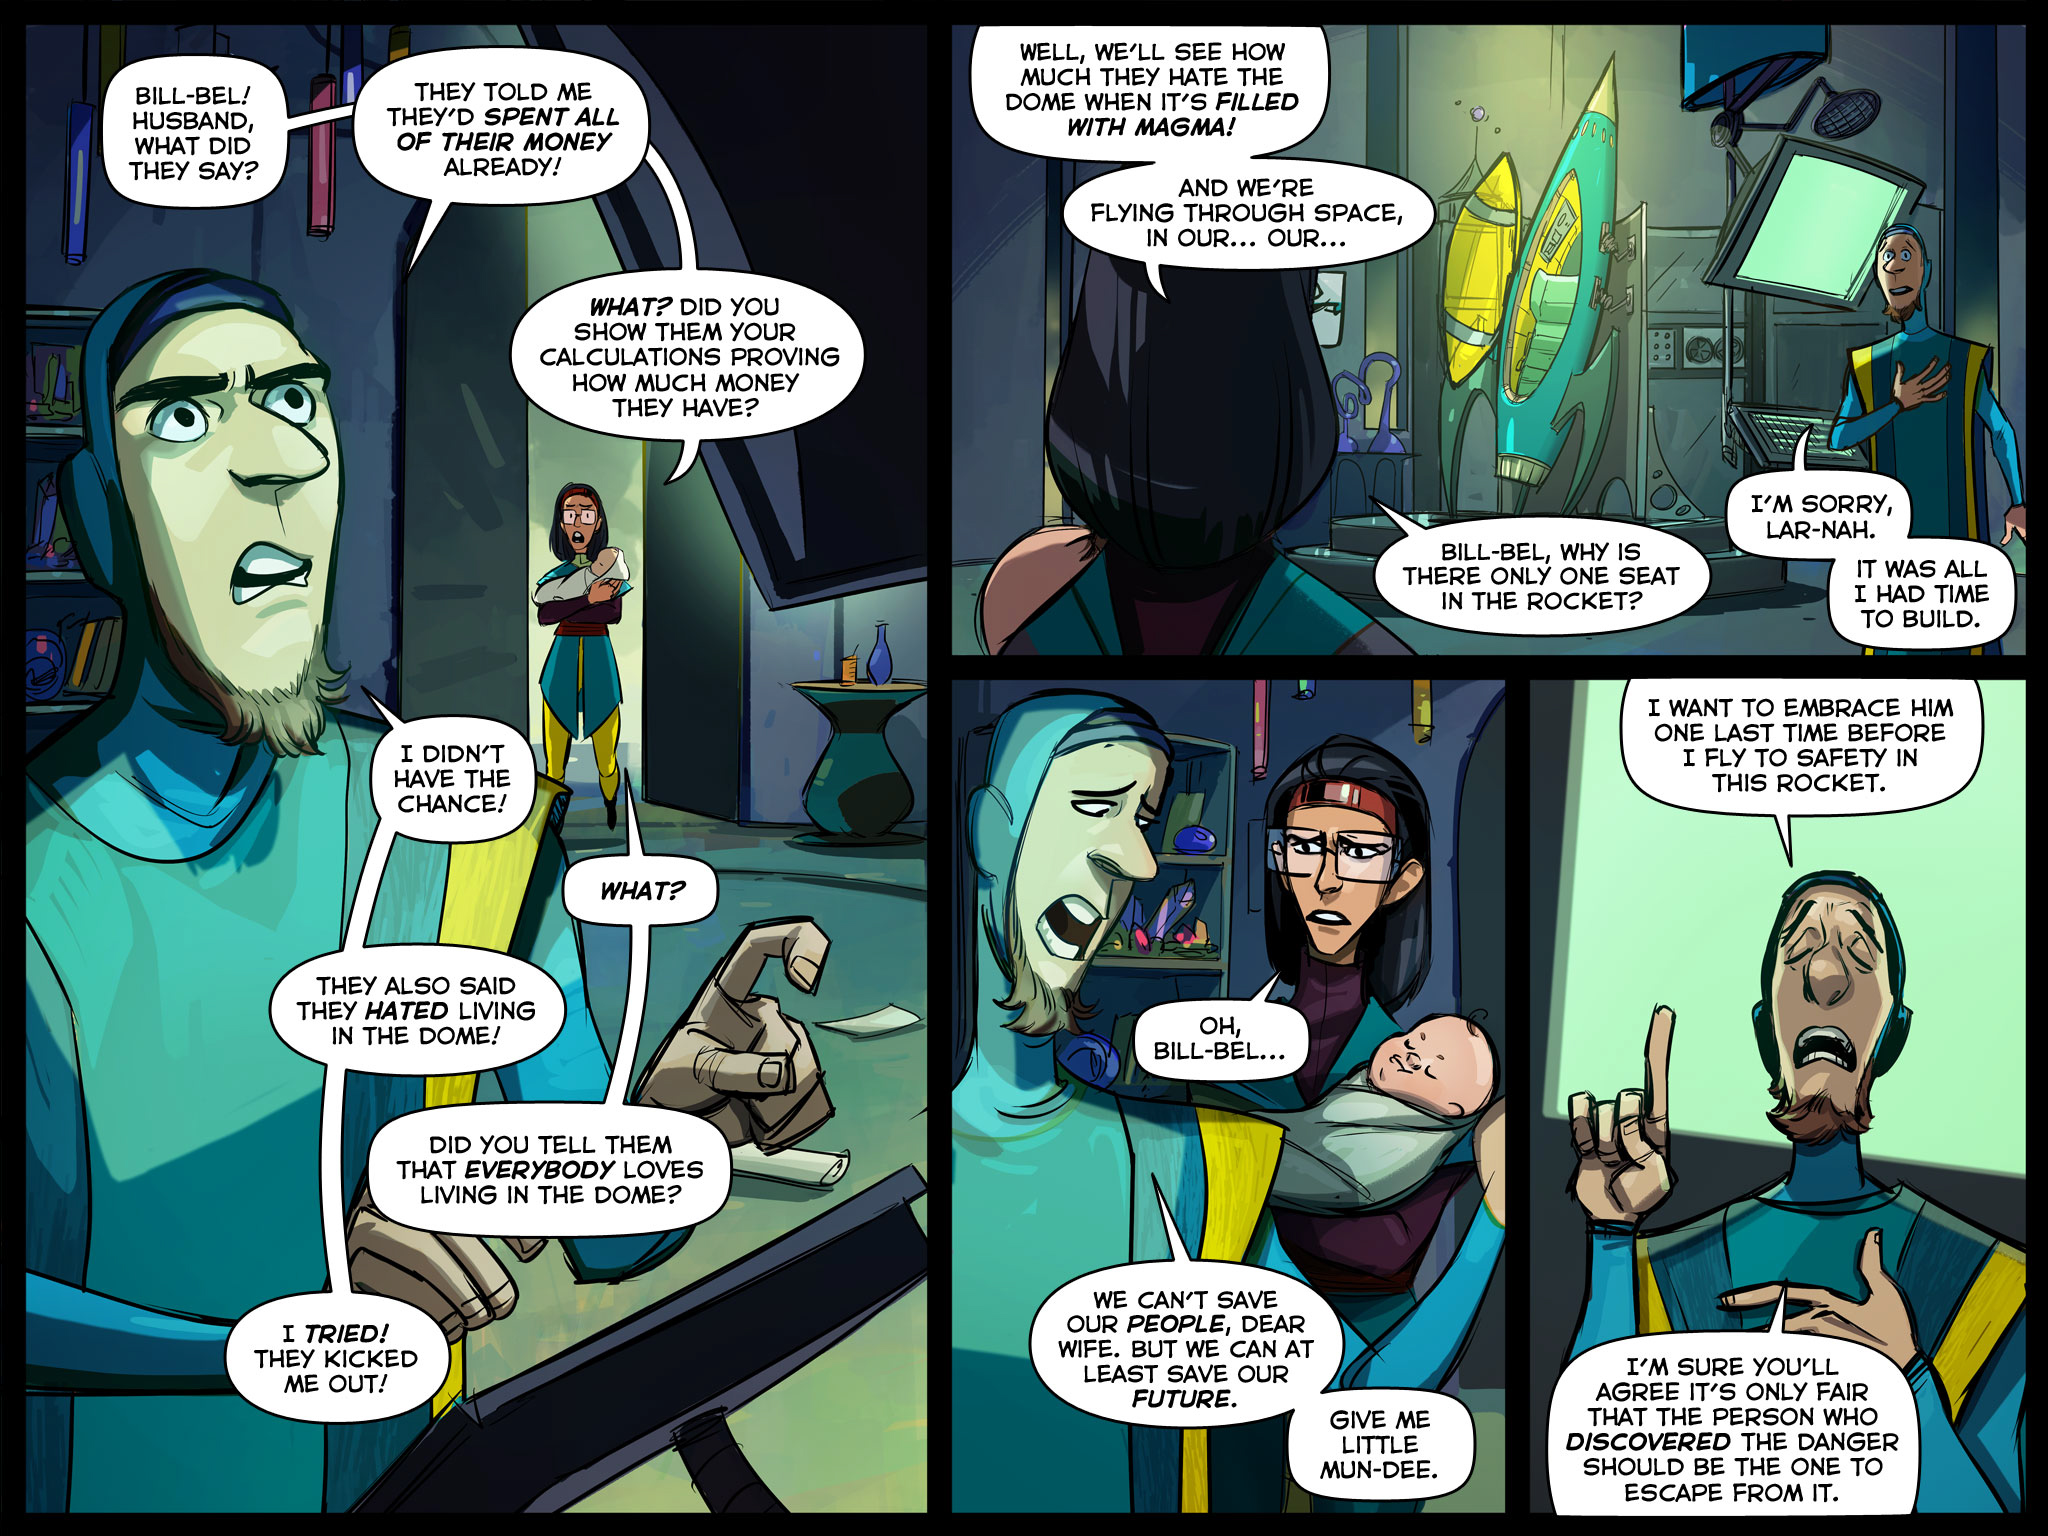 BILL-BEL!
HUSBAND,
WHAT DID
THEY SAY?
THEY TOLD ME
THEY'D SPENT ALL
OF THEIR MONEY
ALREADY!
WHAT? DID YOU
SHOW THEM YOUR
CALCULATIONS PROVING
HOW MUCH MONEY
THEY HAVE?
I DIDN'T
HAVE THE
CHANCE!
WHAT?
THEY ALSO SAID
THEY HATED LIVING
IN THE DOME!
DID YOU TELL THEM
THAT EVERYBODY LOVES
LIVING IN THE DOME?
I TRIED!
THEY KICKED
ME OUT!
WELL, WE'LL SEE HOW
MUCH THEY HATE THE
DOME WHEN IT'S FILLED
WITH MAGMA!
AND WE'RE
FLYING THROUGH SPACE,
IN OUR... OUR...
BILL-BEL, WHY IS
THERE ONLY ONE SEAT
IN THE ROCKET?
I'M SORRY,
LAR-NAH.
IT WAS ALL
I HAD TIME
TO BUILD.
OH,
BILL-BEL...
WE CAN'T SAVE
OUR PEOPLE, DEAR
WIFE. BUT WE CAN AT
LEAST SAVE OUR
FUTURE.
GIVE ME
LITTLE
MUN-DEE.
I WANT TO EMBRACE HIM
ONE LAST TIME BEFORE
I FLY TO SAFETY IN
THIS ROCKET.
I'M SURE YOU'LL
AGREE IT'S ONLY FAIR
THAT THE PERSON WHO
DISCOVERED THE DANGER
SHOULD BE THE ONE TO
ESCAPE FROM IT.